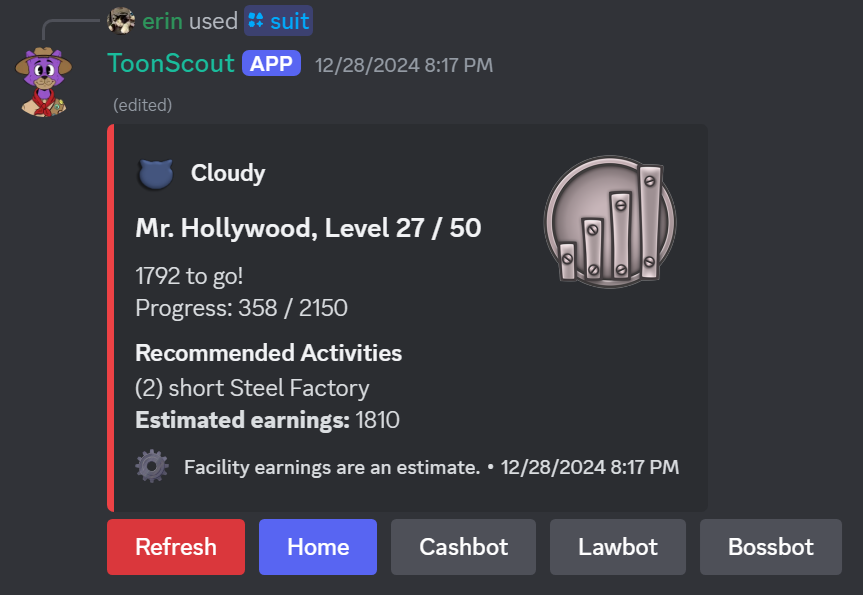 erin used suit
ToonScout APP 12/28/2024 8:17 PM
(edited)
Cloudy
Mr. Hollywood, Level 27 / 50
1792 to go!
Progress: 358 / 2150
Recommended Activities
(2) short Steel Factory
Estimated earnings: 1810
Facility earnings are an estimate. • 12/28/2024 8:17 PM
Refresh Home Cashbot Lawbot Bossbot